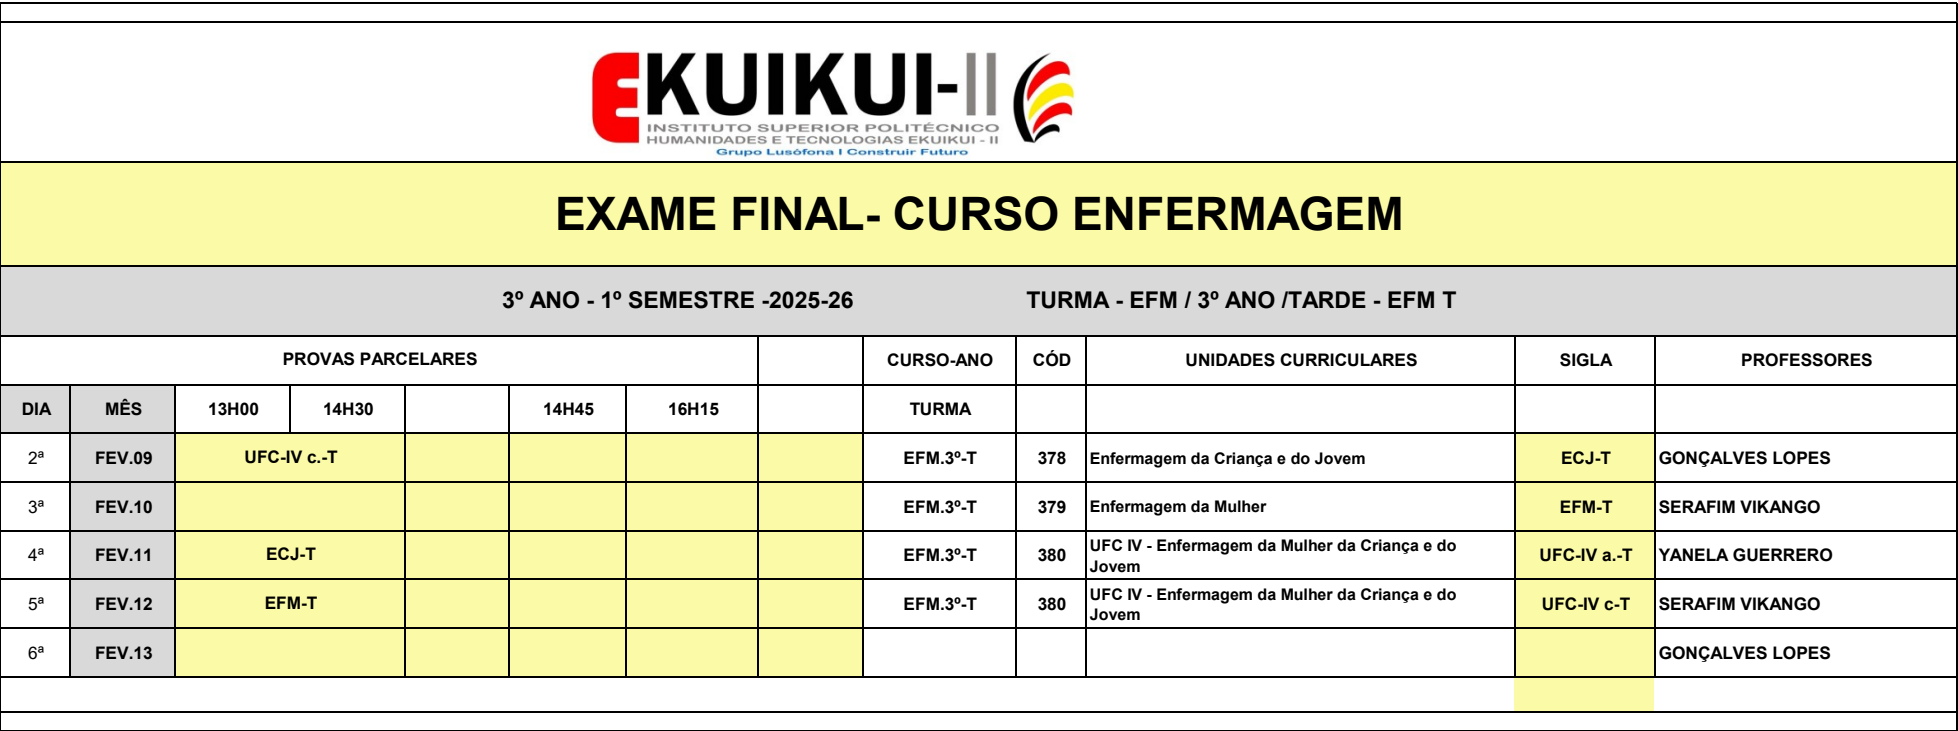 EKUIKUI-II
INSTITUTO SUPERIOR POLITÉCNICO
HUMANIDADES E TECNOLOGIAS EKUIKUI - II
Grupo Lusófona I Construir Futuro
EXAME FINAL- CURSO ENFERMAGEM
3º ANO - 1º SEMESTRE -2025-26 TURMA - EFM / 3º ANO /TARDE - EFM T
PROVAS PARCELARES CURSO-ANO CÓD UNIDADES CURRICULARES SIGLA PROFESSORES
DIA MÊS 13H00 14H30 14H45 16H15 TURMA
2ª FEV.09 UFC-IV c.-T EFM.3º-T 378 Enfermagem da Criança e do Jovem ECJ-T GONÇALVES LOPES
3ª FEV.10 EFM.3º-T 379 Enfermagem da Mulher EFM-T SERAFIM VIKANGO
4ª FEV.11 ECJ-T EFM.3º-T 380 UFC IV - Enfermagem da Mulher da Criança e do
Jovem UFC-IV a.-T YANELA GUERRERO
5ª FEV.12 EFM-T EFM.3º-T 380 UFC IV - Enfermagem da Mulher da Criança e do
Jovem UFC-IV c-T SERAFIM VIKANGO
6ª FEV.13 GONÇALVES LOPES